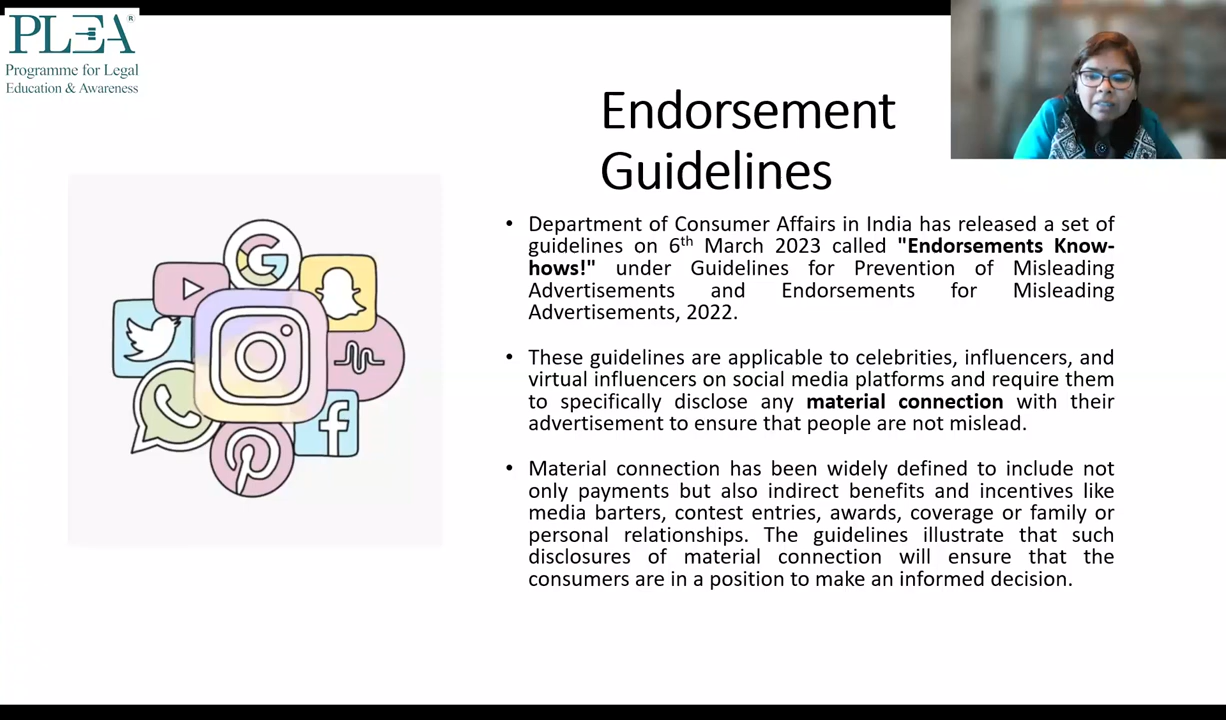 PLEA®
Programme for Legal
Education & Awareness
Endorsement
Guidelines
• Department of Consumer Affairs in India has released a set of
guidelines on 6th March 2023 called "Endorsements Know-
hows!" under Guidelines for Prevention of Misleading
Advertisements and Endorsements for Misleading
Advertisements, 2022.
• These guidelines are applicable to celebrities, influencers, and
virtual influencers on social media platforms and require them
to specifically disclose any material connection with their
advertisement to ensure that people are not mislead.
• Material connection has been widely defined to include not
only payments but also indirect benefits and incentives like
media barters, contest entries, awards, coverage or family or
personal relationships. The guidelines illustrate that such
disclosures of material connection will ensure that the
consumers are in a position to make an informed decision.